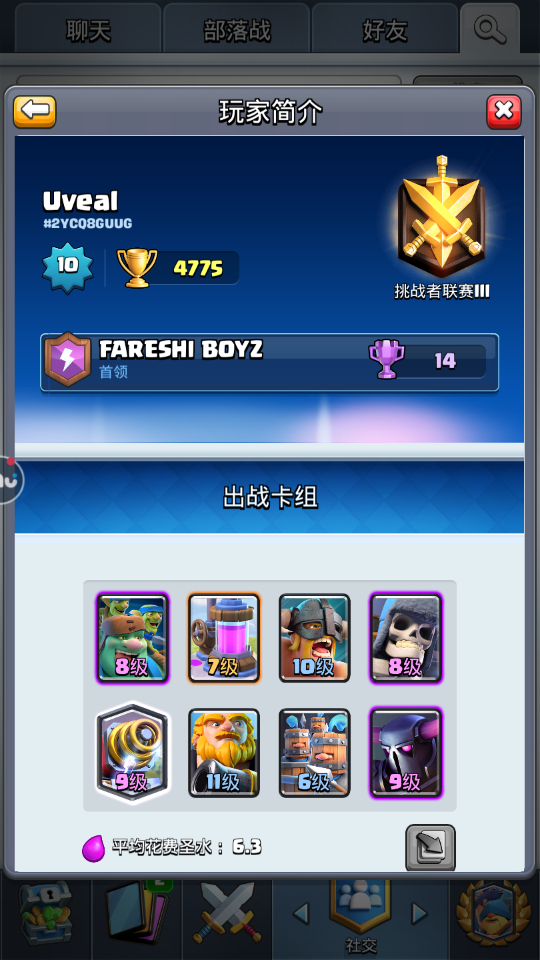 聊天
部落战
好友
玩家简介
Uveal
#2YCQ8GUUG
10
4775
挑战者联赛III
FARESHI BOYZ
首领
14
出战卡组
8级
7级
10级
8级
9级
11级
6级
9级
平均花费圣水：6.3
社交